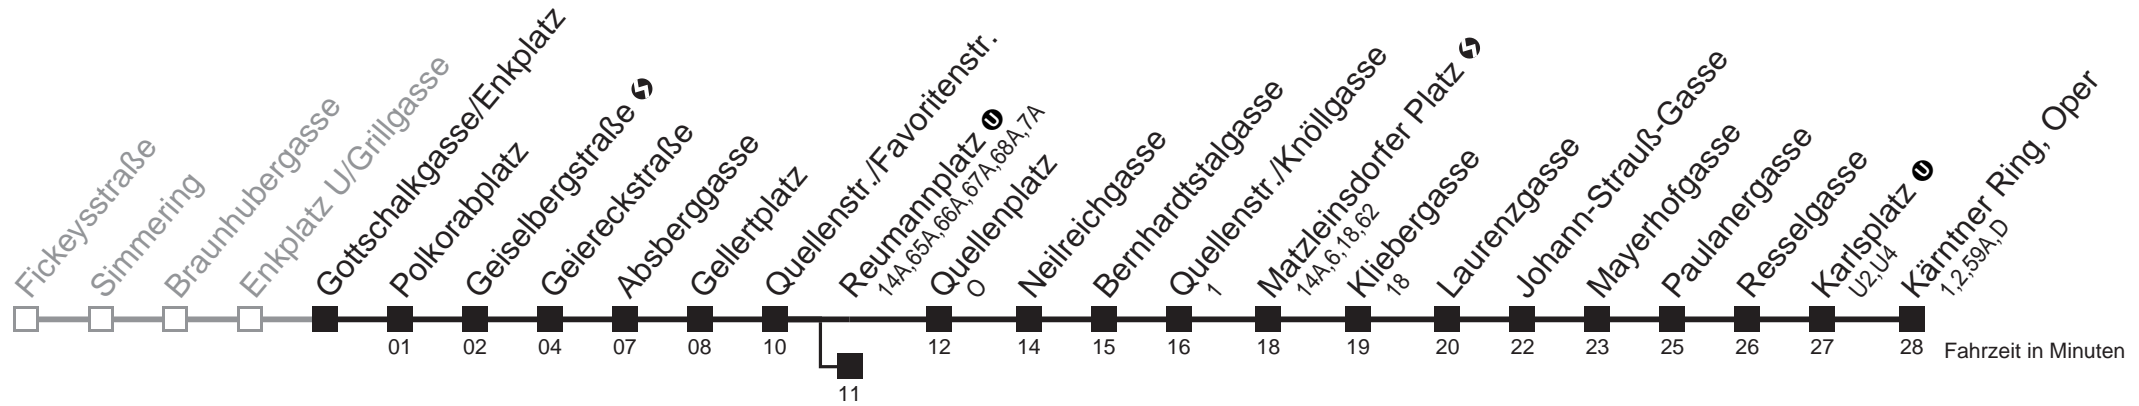 Fickeysstraße
Simmering
Braunhubergasse
Enkplatz U/Grillgasse
Gottschalkgasse/Enkplatz
Polkorabplatz
01
Geiselbergstraße
02
Geiereckstraße
04
Absberggasse
07
Gellertplatz
08
Quellenstr./Favoritenstr.
10
Reumannplatz U
14A,65A,66A,67A,68A,7A
11
Quellenplatz
O
12
Neilreichgasse
14
Bernhardtstalgasse
15
Quellenstr./Knöllgasse
1
16
Matzleinsdorfer Platz
14A,6,18,62
18
Kliebergasse
18
19
Laurenzgasse
20
Johann-Strauß-Gasse
22
Mayerhofgasse
23
Paulanergasse
25
Resselgasse
26
Karlsplatz U
U2,U4
27
Kärntner Ring, Oper
1,2,59A,D
28
Fahrzeit in Minuten